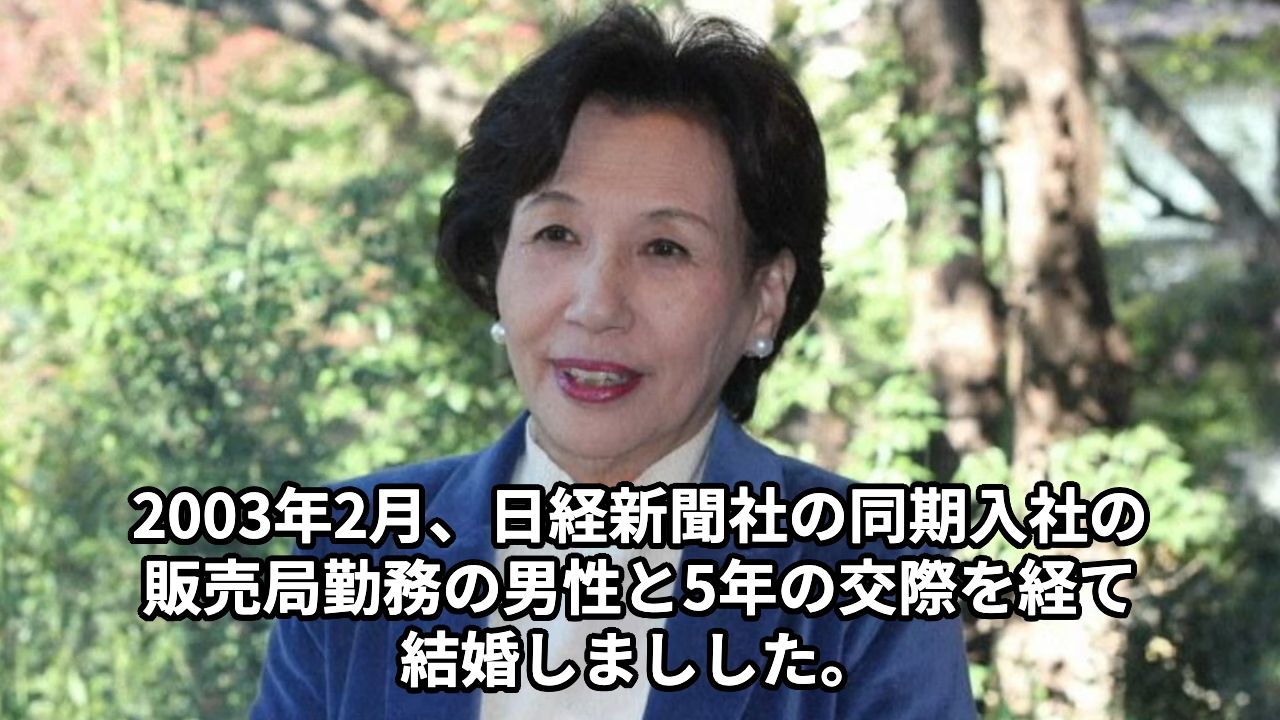 2003年2月、日経新聞社の同期入社の
販売局勤務の男性と5年の交際を経て
結婚しましした。